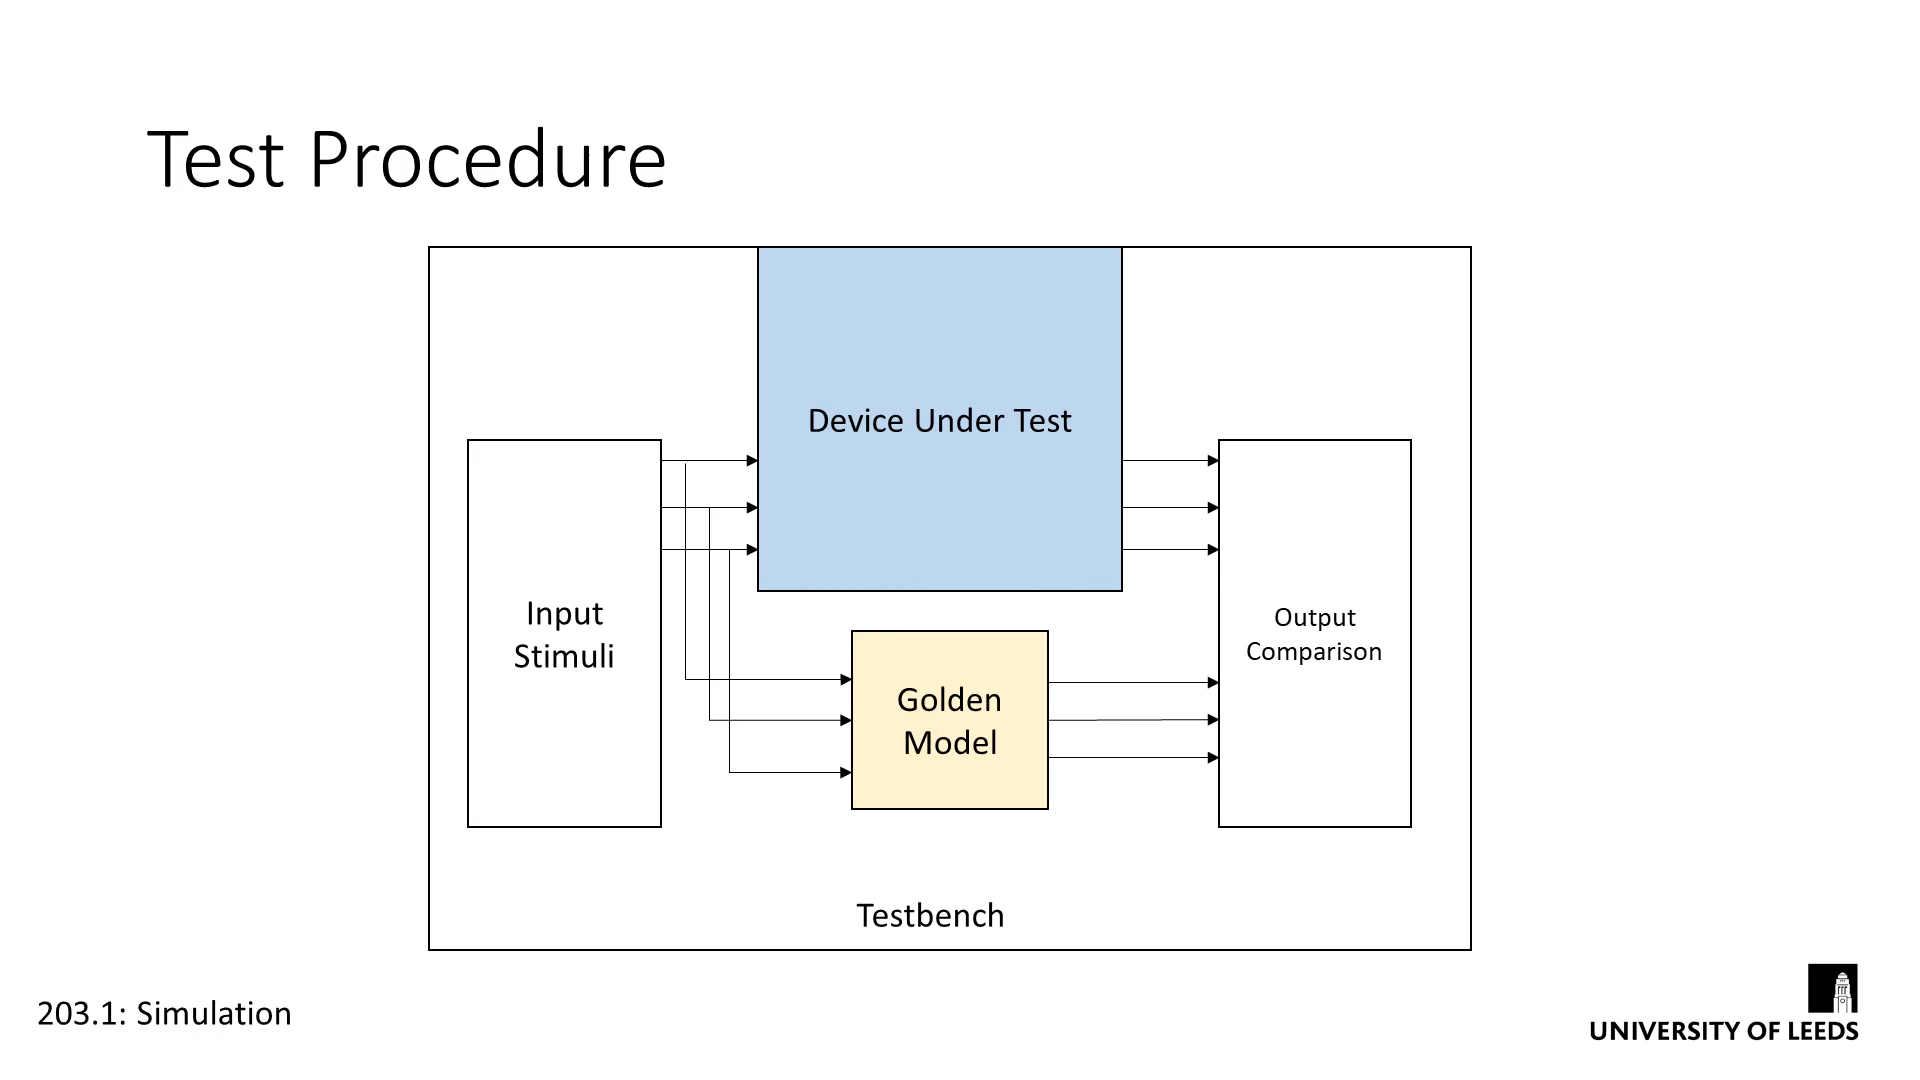 Test Procedure
Device Under Test
Input
Stimuli
Output
Comparison
Golden
Model
Testbench
203.1: Simulation
UNIVERSITY OF LEEDS